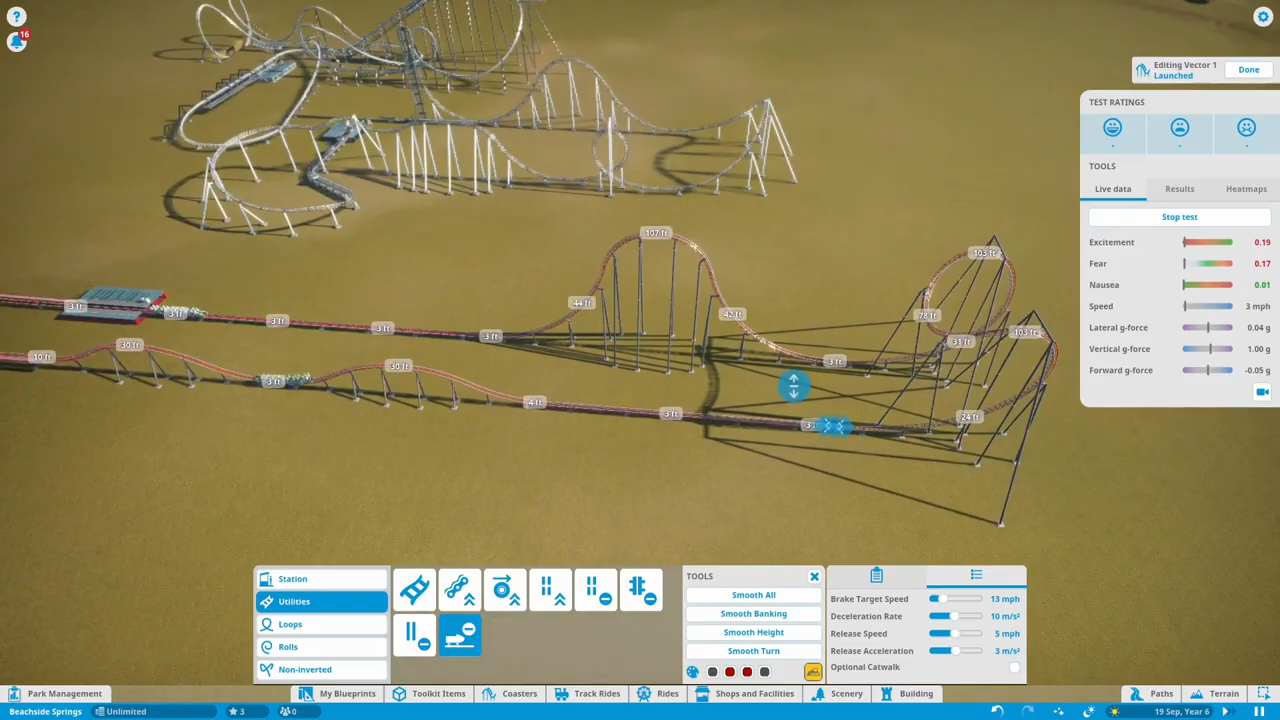 ?
16
Editing Vector 1
Launched
Done
TEST RATINGS
- - -
TOOLS
Live data Results Heatmaps
Stop test
Excitement 0.19
Fear 0.17
Nausea 0.01
Speed 3 mph
Lateral g-force 0.04 g
Vertical g-force 1.00 g
Forward g-force -0.05 g
107 ft
103 ft
44 ft
42 ft
78 ft
103 ft
31 ft
3 ft
3 ft
3 ft
3 ft
3 ft
3 ft
10 ft
30 ft
3 ft
30 ft
4 ft
3 ft
3
24 ft
Station
Utilities
Loops
Rolls
Non-inverted
TOOLS
Smooth All
Smooth Banking
Smooth Height
Smooth Turn
Brake Target Speed 13 mph
Deceleration Rate 10 m/s²
Release Speed 5 mph
Release Acceleration 3 m/s²
Optional Catwalk
Park Management My Blueprints Toolkit Items Coasters Track Rides Rides Shops and Facilities Scenery Building Paths Terrain
Beachside Springs Unlimited 3 0 19 Sep, Year 6